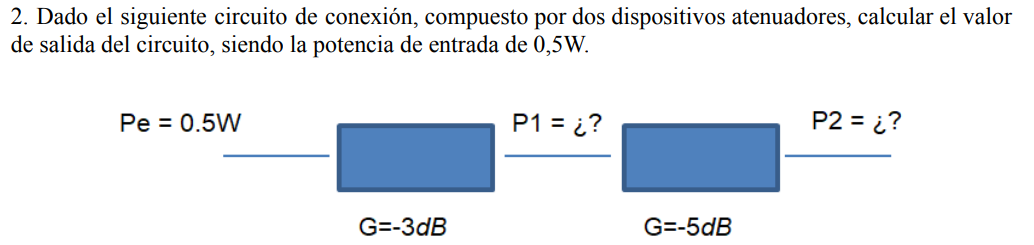 2. Dado el siguiente circuito de conexión, compuesto por dos dispositivos atenuadores, calcular el valor
de salida del circuito, siendo la potencia de entrada de 0,5W.
Pe = 0.5W
P1 = ¿?
P2 = ¿?
G=-3dB
G=-5dB